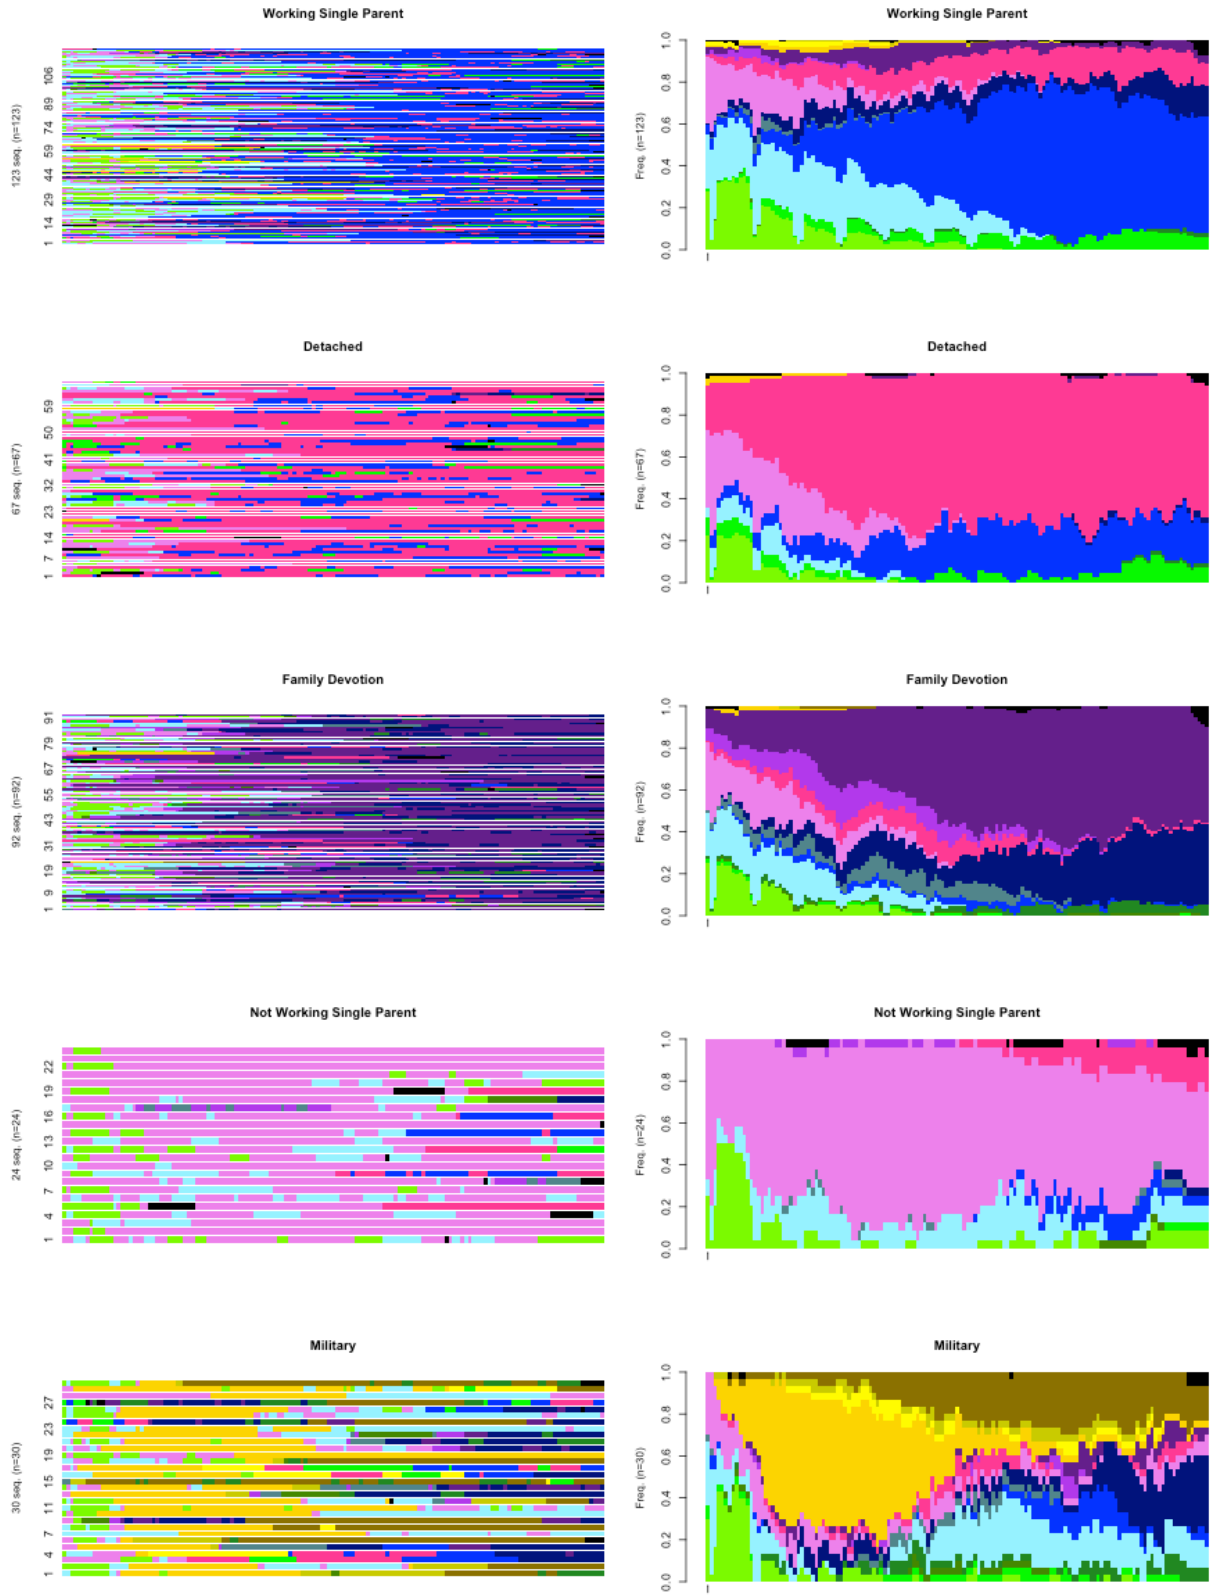 Working Single Parent
123 seq. (n=123)
1 14 29 44 59 74 89 106
Working Single Parent
Freq. (n=123)
0.0 0.2 0.4 0.6 0.8 1.0
Detached
67 seq. (n=67)
1 7 14 23 32 41 50 59
Detached
Freq. (n=67)
0.0 0.2 0.4 0.6 0.8 1.0
Family Devotion
92 seq. (n=92)
1 9 19 31 43 55 67 79 91
Family Devotion
Freq. (n=92)
0.0 0.2 0.4 0.6 0.8 1.0
Not Working Single Parent
24 seq. (n=24)
1 4 7 10 13 16 19 22
Not Working Single Parent
Freq. (n=24)
0.0 0.2 0.4 0.6 0.8 1.0
Military
30 seq. (n=30)
1 4 7 11 15 19 23 27
Military
Freq. (n=30)
0.0 0.2 0.4 0.6 0.8 1.0